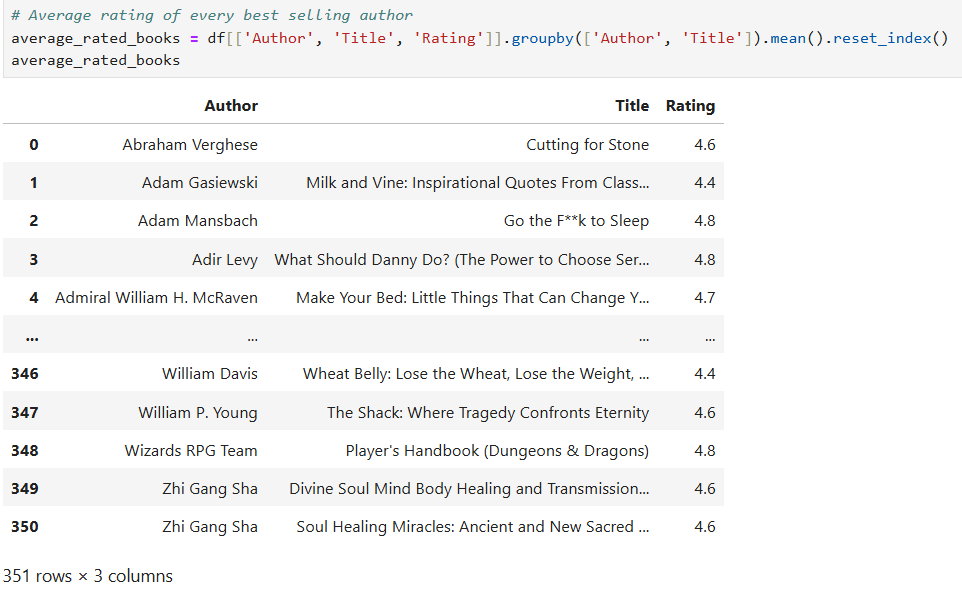 # Average rating of every best selling author
average_rated_books = df[['Author', 'Title', 'Rating']].groupby(['Author', 'Title']).mean().reset_index()
average_rated_books
Author Title Rating
0 Abraham Verghese Cutting for Stone 4.6
1 Adam Gasiewski Milk and Vine: Inspirational Quotes From Class... 4.4
2 Adam Mansbach Go the F**k to Sleep 4.8
3 Adir Levy What Should Danny Do? (The Power to Choose Ser... 4.8
4 Admiral William H. McRaven Make Your Bed: Little Things That Can Change Y... 4.7
... ... ... ...
346 William Davis Wheat Belly: Lose the Wheat, Lose the Weight, ... 4.4
347 William P. Young The Shack: Where Tragedy Confronts Eternity 4.6
348 Wizards RPG Team Player's Handbook (Dungeons & Dragons) 4.8
349 Zhi Gang Sha Divine Soul Mind Body Healing and Transmission... 4.6
350 Zhi Gang Sha Soul Healing Miracles: Ancient and New Sacred ... 4.6
351 rows × 3 columns